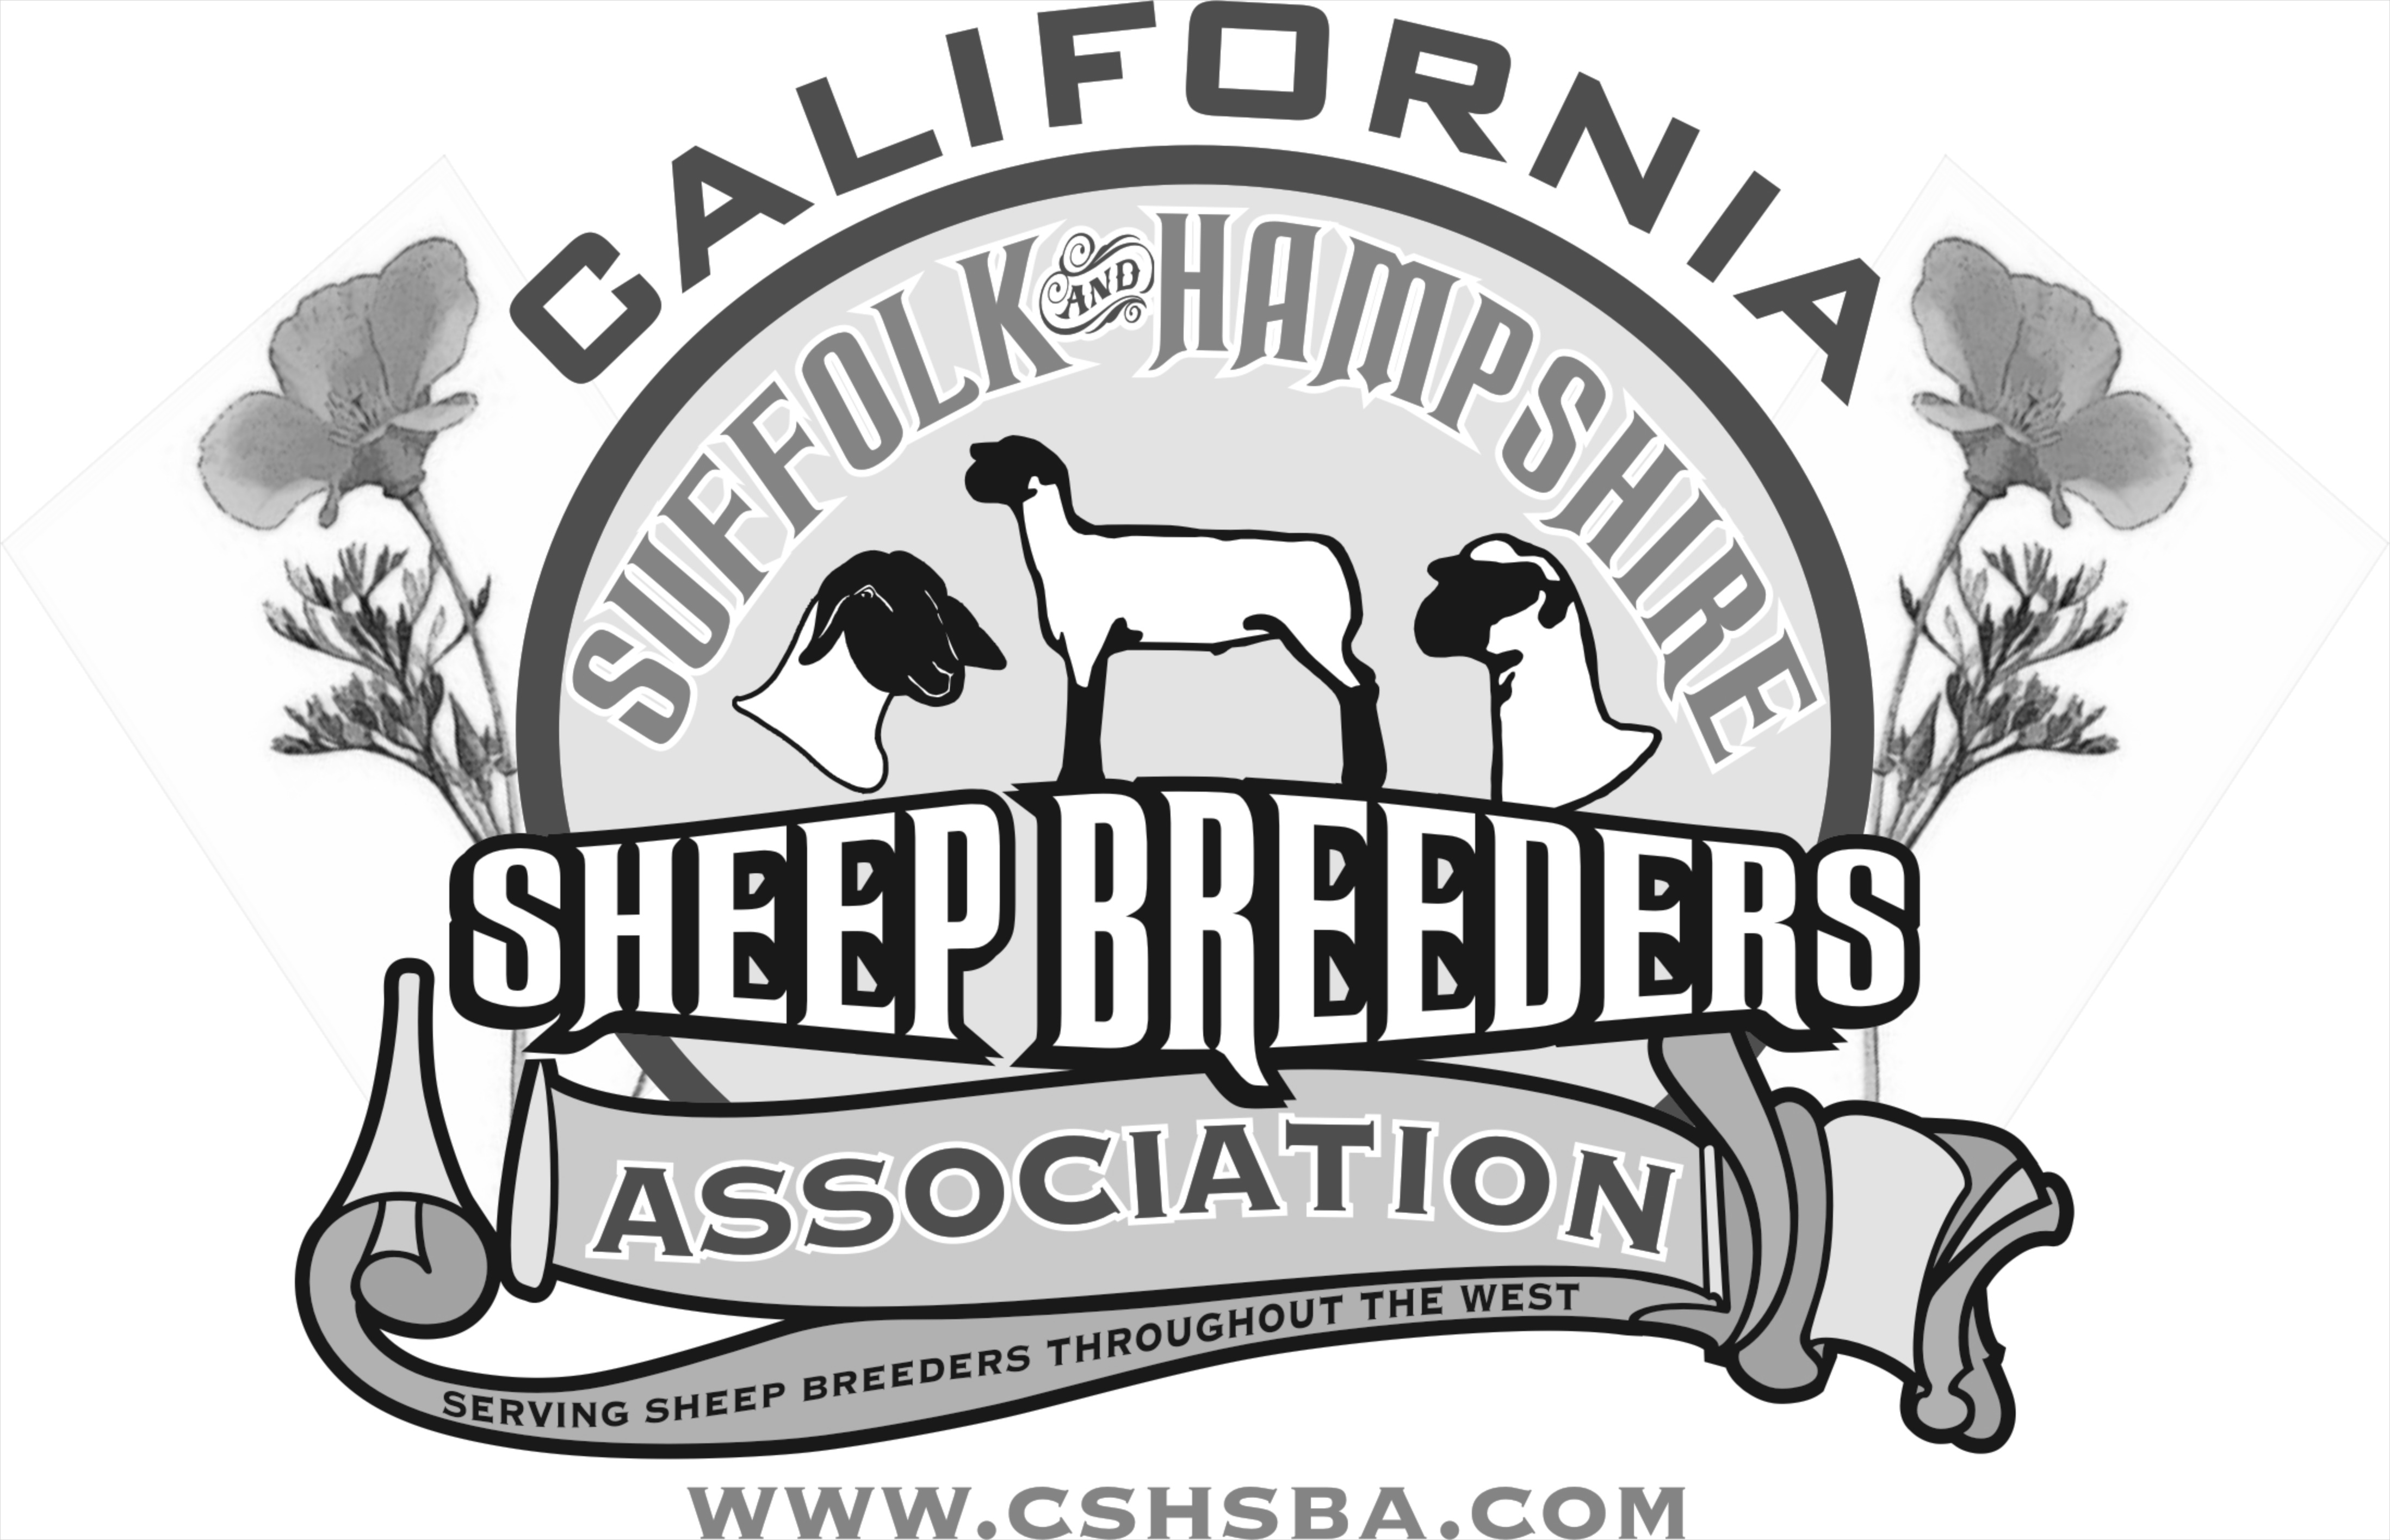 CALIFORNIA
SUFFOLK AND HAMPSHIRE
SHEEP BREEDERS
ASSOCIATION
SERVING SHEEP BREEDERS THROUGHOUT THE WEST
WWW.CSHSBA.COM